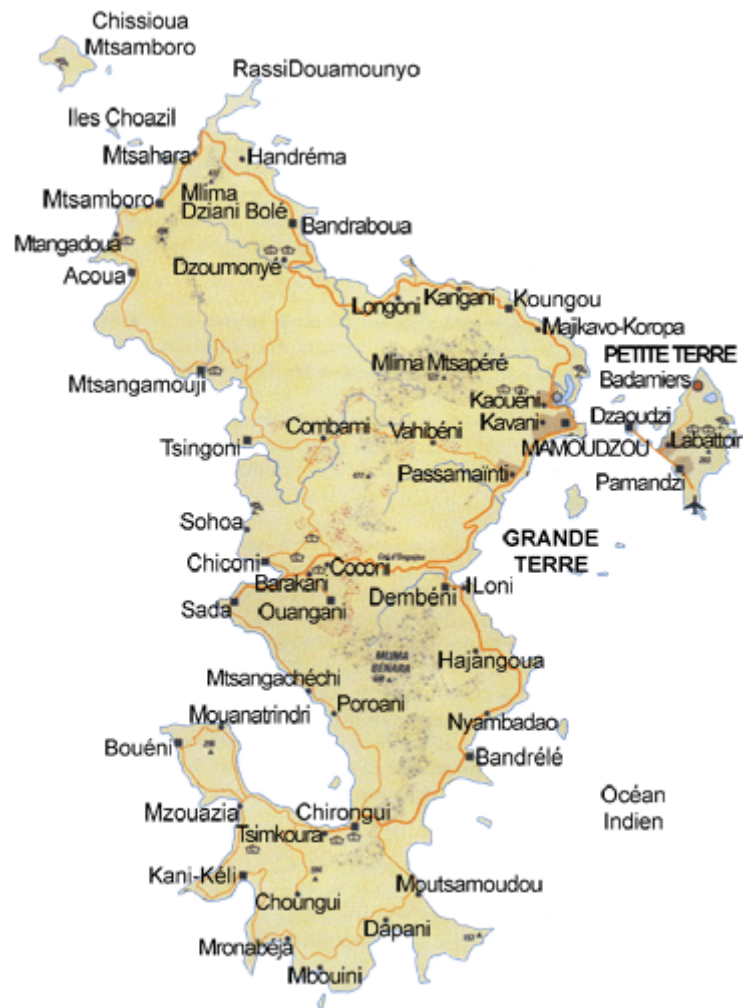 Chissioua
Mtsamboro
RassiDouamounyo
Iles Choazil
Mtsahara
Handréma
Mtsamboro
Mlima
Dziani Bolé
Bandraboua
Mtangadoua
Dzoumonyé
Acoua
Longoni
Kangani
Koungou
Majikavo-Koropa
Mlima Mtsapéré
PETITE TERRE
Badamiers
Mtsangamouji
Kaouéni
Kavani
Dzaoudzi
Combami
Vahibéni
MAMOUDZOU
Labattoir
Tsingoni
Passamaïnti
Pamandzi
Sohoa
GRANDE
TERRE
Chiconi
Coconi
Barakani
Dembéni
ILoni
Sada
Ouangani
MLIMA
BENARA
Hajangoua
Mtsangachéchi
Poroani
Mouanatrindri
Nyambadao
Bouéni
Bandrélé
Océan
Indien
Mzouazia
Chirongui
Tsimkoura
Kani-Kéli
Choungui
Moutsamoudou
Dapani
Mronabéja
Mbouini